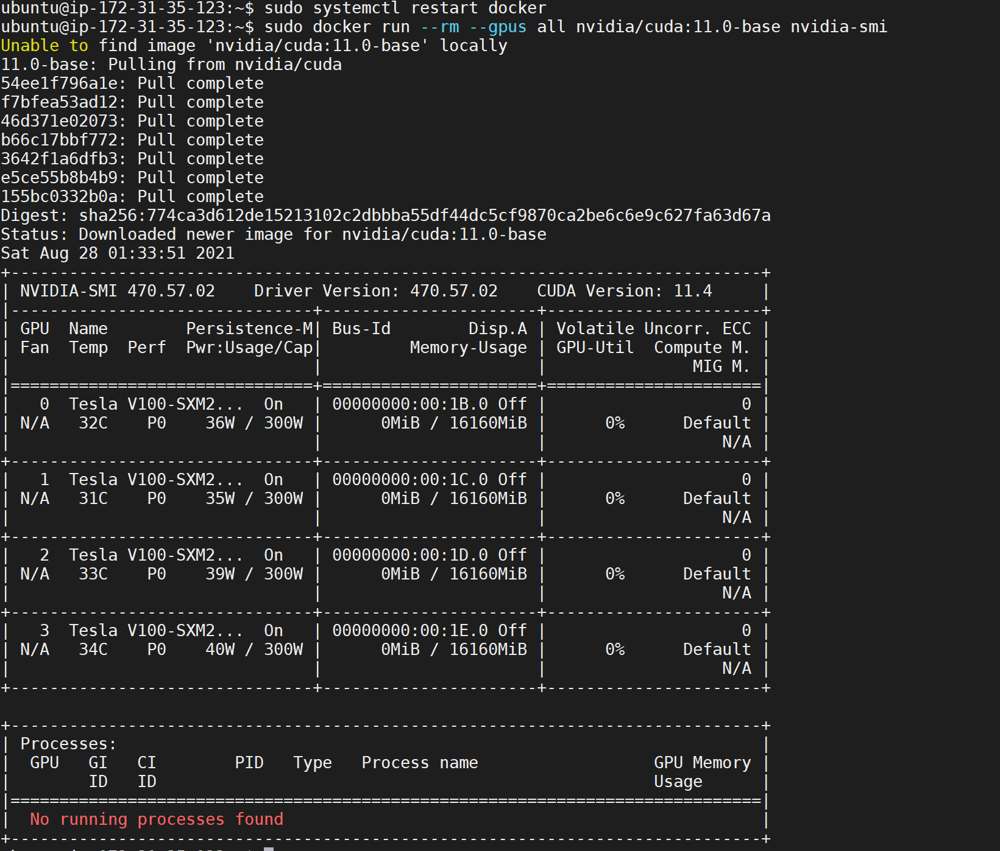 ubuntu@ip-172-31-35-123:~$ sudo systemctl restart docker
ubuntu@ip-172-31-35-123:~$ sudo docker run --rm --gpus all nvidia/cuda:11.0-base nvidia-smi
Unable to find image 'nvidia/cuda:11.0-base' locally
11.0-base: Pulling from nvidia/cuda
54ee1f796a1e: Pull complete
f7bfea53ad12: Pull complete
46d371e02073: Pull complete
b66c17bbf772: Pull complete
3642f1a6dfb3: Pull complete
e5ce55b8b4b9: Pull complete
155bc0332b0a: Pull complete
Digest: sha256:774ca3d612de15213102c2dbbba55df44dc5cf9870ca2be6c6e9c627fa63d67a
Status: Downloaded newer image for nvidia/cuda:11.0-base
Sat Aug 28 01:33:51 2021
+-----------------------------------------------------------------------------+
| NVIDIA-SMI 470.57.02    Driver Version: 470.57.02    CUDA Version: 11.4     |
|-------------------------------+----------------------+----------------------+
| GPU  Name        Persistence-M| Bus-Id        Disp.A | Volatile Uncorr. ECC |
| Fan  Temp  Perf  Pwr:Usage/Cap|         Memory-Usage | GPU-Util  Compute M. |
|                               |                      |               MIG M. |
|===============================+======================+======================|
|   0  Tesla V100-SXM2...  On   | 00000000:00:1B.0 Off |                    0 |
| N/A   32C    P0    36W / 300W |      0MiB / 16160MiB |      0%      Default |
|                               |                      |                  N/A |
+-------------------------------+----------------------+----------------------+
|   1  Tesla V100-SXM2...  On   | 00000000:00:1C.0 Off |                    0 |
| N/A   31C    P0    35W / 300W |      0MiB / 16160MiB |      0%      Default |
|                               |                      |                  N/A |
+-------------------------------+----------------------+----------------------+
|   2  Tesla V100-SXM2...  On   | 00000000:00:1D.0 Off |                    0 |
| N/A   33C    P0    39W / 300W |      0MiB / 16160MiB |      0%      Default |
|                               |                      |                  N/A |
+-------------------------------+----------------------+----------------------+
|   3  Tesla V100-SXM2...  On   | 00000000:00:1E.0 Off |                    0 |
| N/A   34C    P0    40W / 300W |      0MiB / 16160MiB |      0%      Default |
|                               |                      |                  N/A |
+-------------------------------+----------------------+----------------------+

+-----------------------------------------------------------------------------+
| Processes:                                                                  |
|  GPU   GI   CI        PID   Type   Process name                  GPU Memory |
|        ID   ID                                                   Usage      |
|=============================================================================|
|  No running processes found                                                 |
+-----------------------------------------------------------------------------+